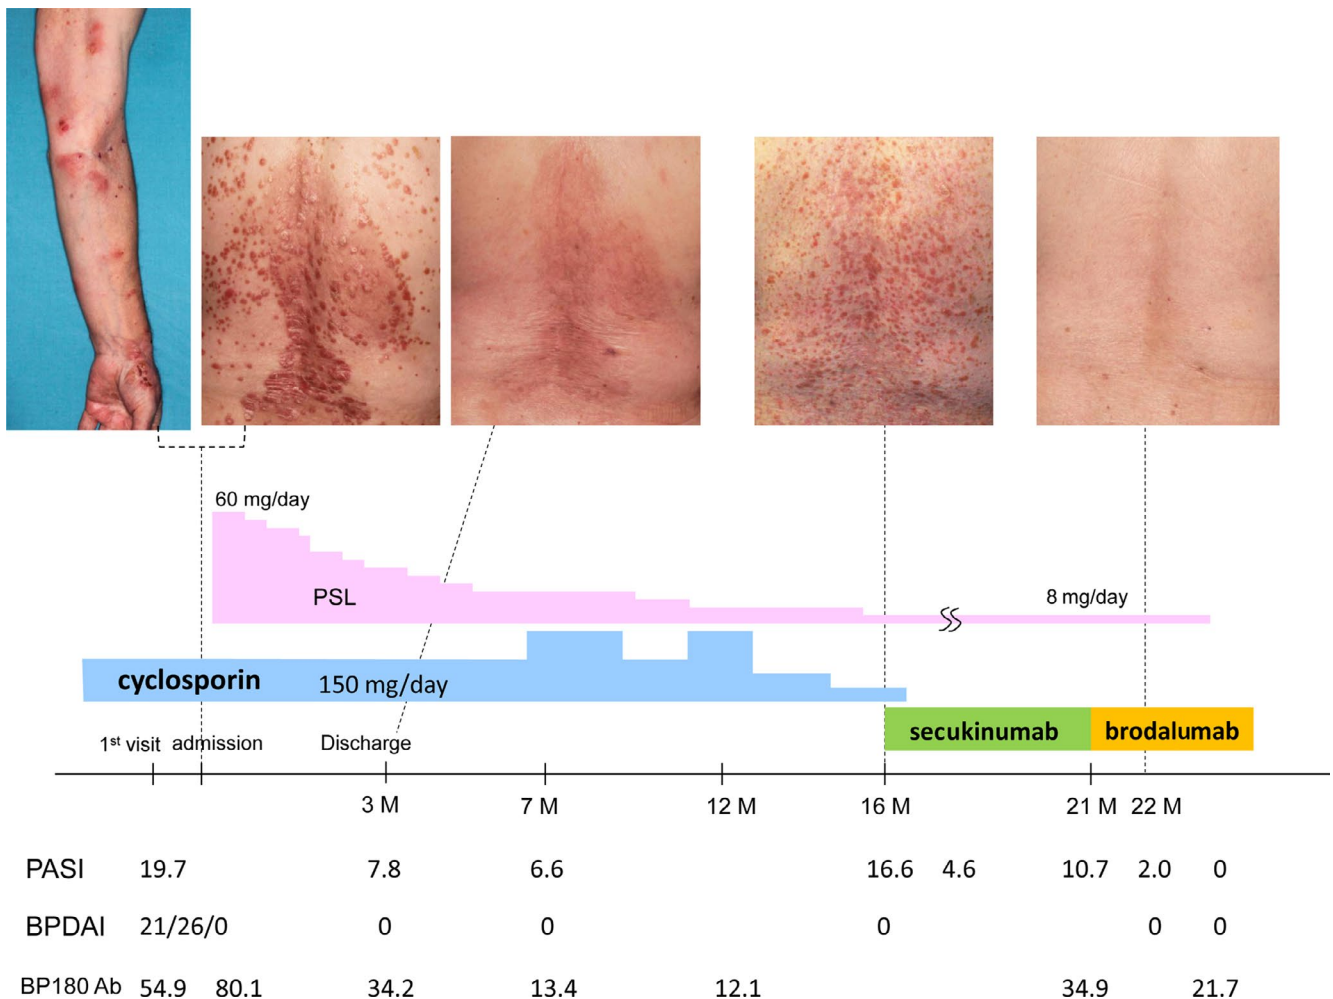 60 mg/day
PSL
8 mg/day
cyclosporin 150 mg/day
secukinumab brodalumab
1st visit admission Discharge
3 M 7 M 12 M 16 M 21 M 22 M
PASI 19.7 7.8 6.6 16.6 4.6 10.7 2.0 0
BPDAI 21/26/0 0 0 0 0 0
BP180 Ab 54.9 80.1 34.2 13.4 12.1 34.9 21.7